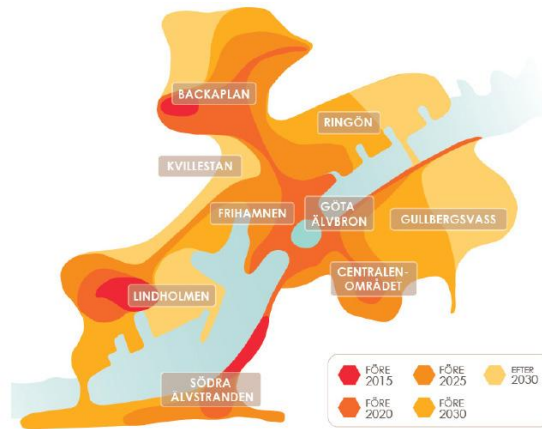 BACKAPLAN
RINGÖN
KVILLESTAN
FRIHAMNEN
GÖTA
ÄLVBRON
GULLBERGSVASS
CENTRALEN-
OMRÅDET
LINDHOLMEN
SÖDRA
ÄLVSTRANDEN
FÖRE
2015
FÖRE
2025
EFTER
2030
FÖRE
2020
FÖRE
2030